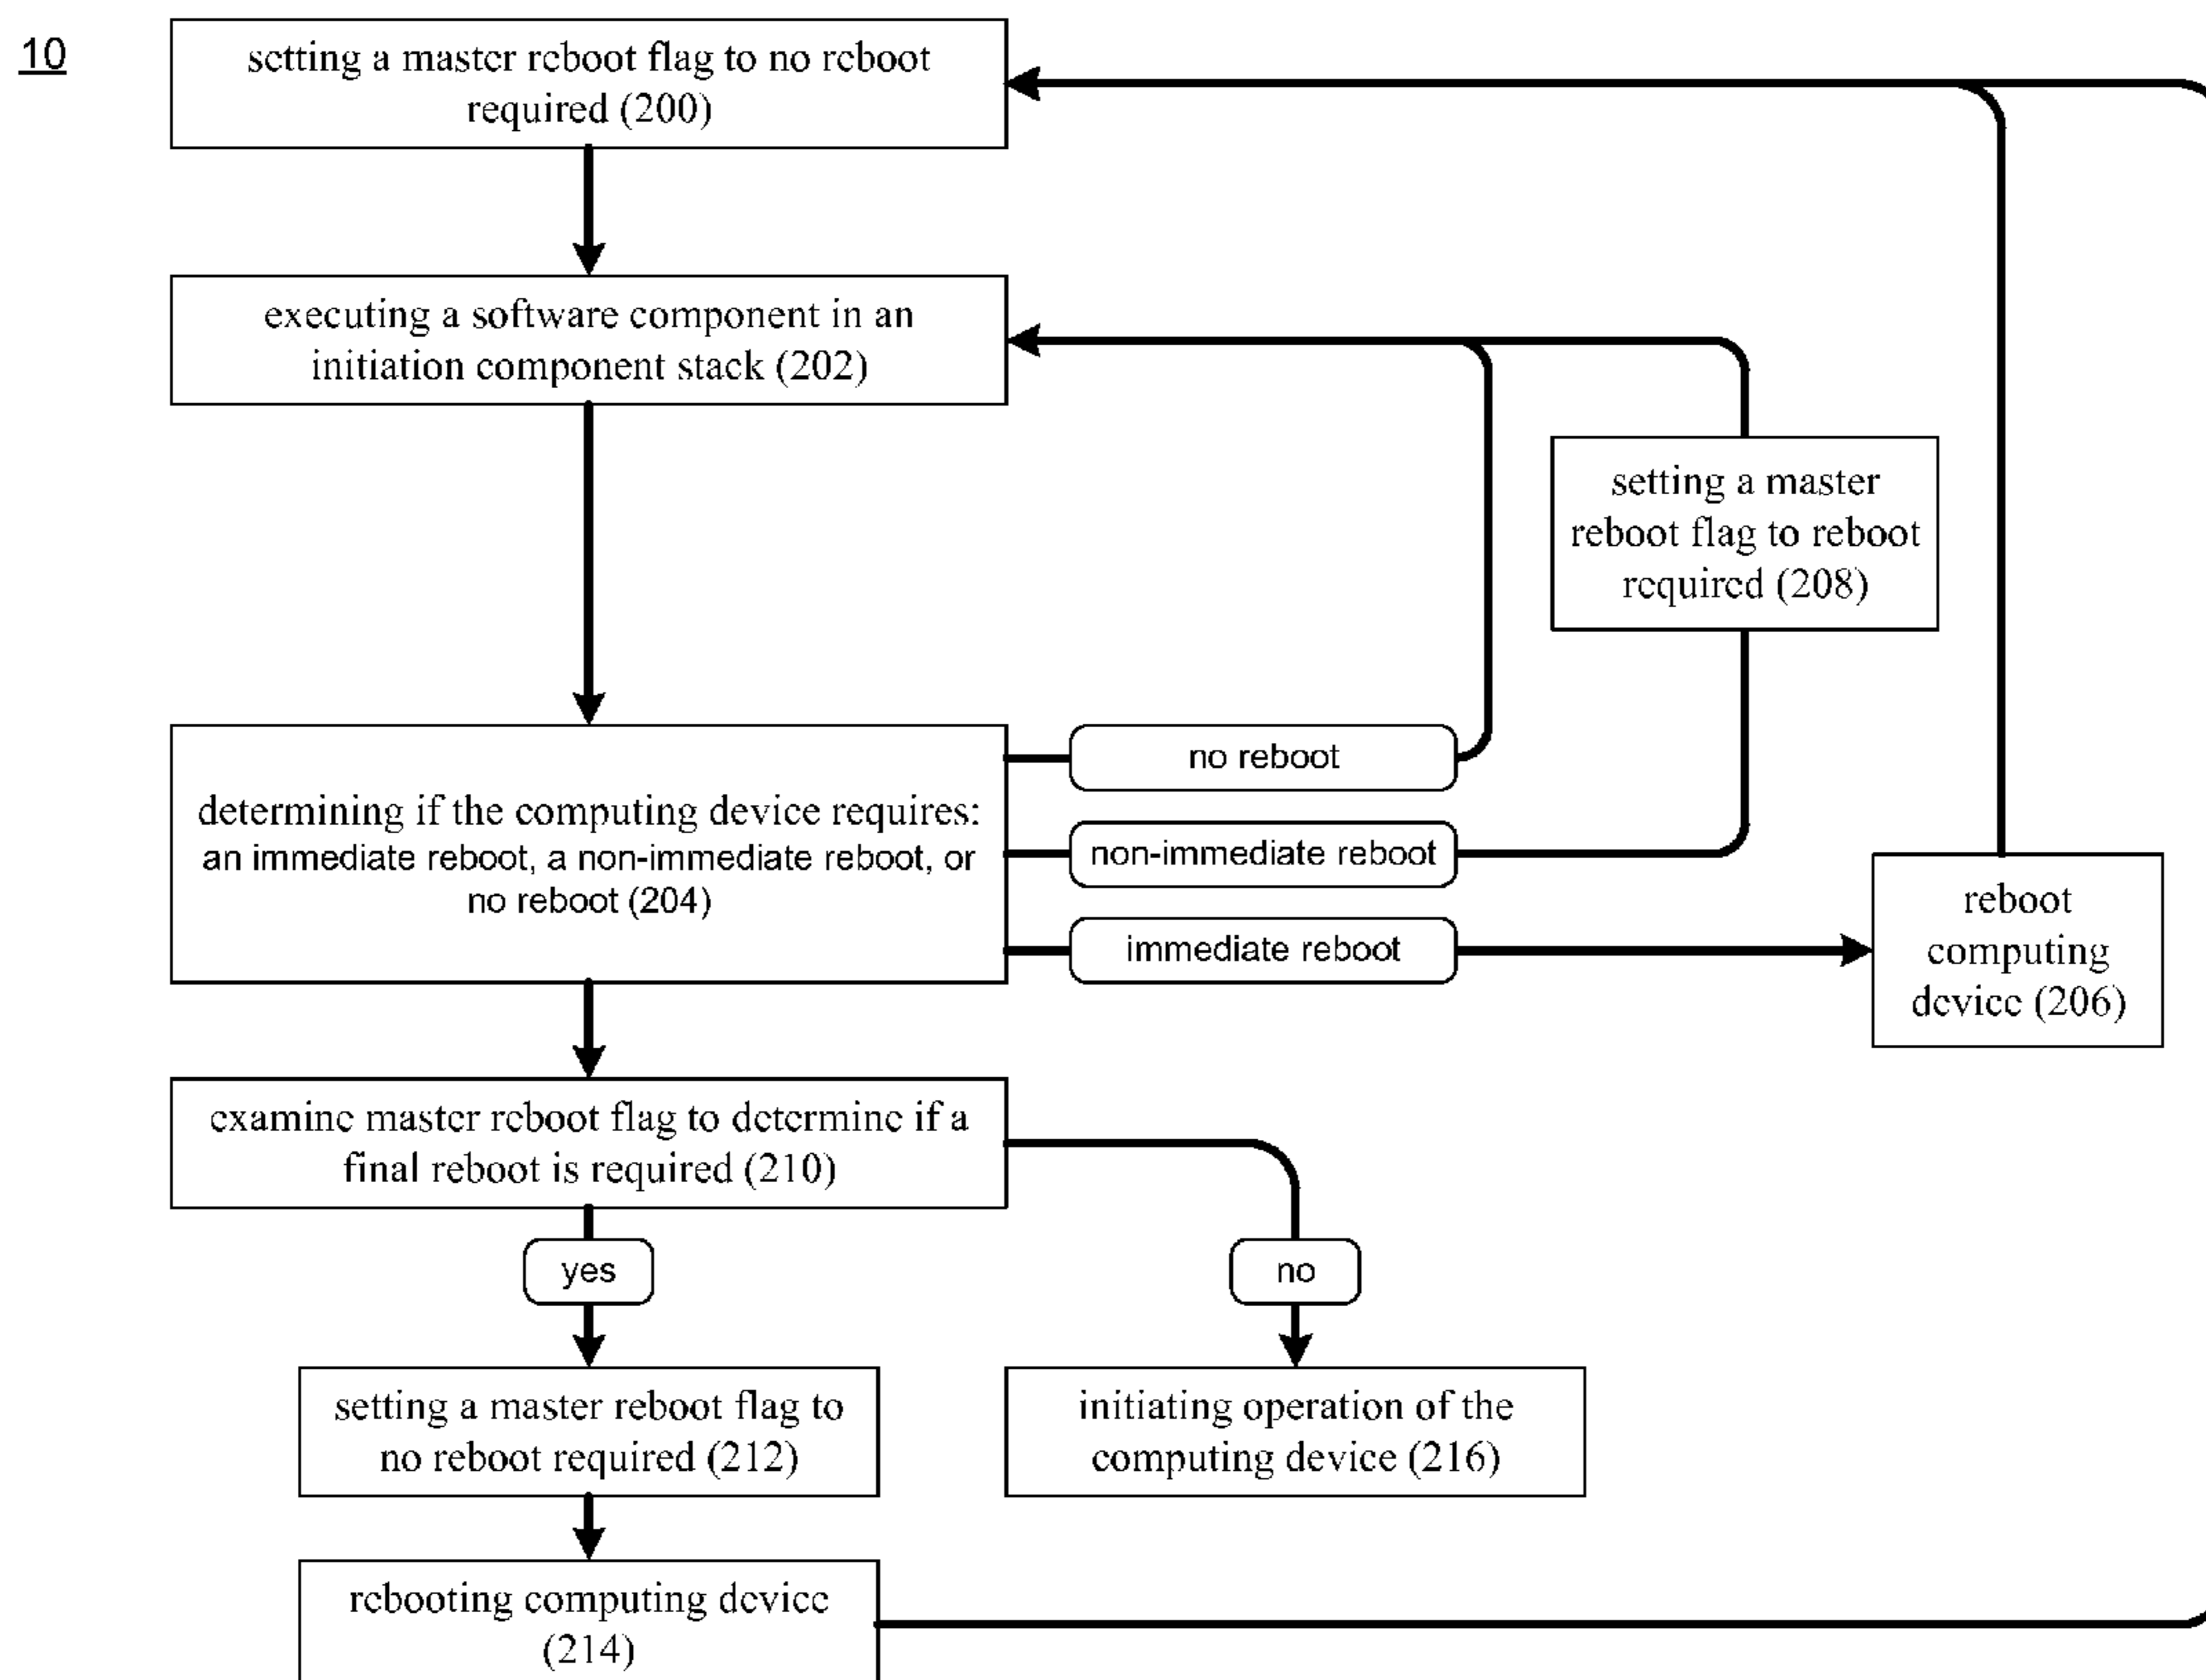 10
setting a master reboot flag to no reboot
required (200)
executing a software component in an
initiation component stack (202)
setting a master
reboot flag to reboot
required (208)
no reboot
determining if the computing device requires:
an immediate reboot, a non-immediate reboot, or
no reboot (204)
non-immediate reboot
immediate reboot
reboot
computing
device (206)
examine master reboot flag to determine if a
final reboot is required (210)
yes
no
setting a master reboot flag to
no reboot required (212)
initiating operation of the
computing device (216)
rebooting computing device
(214)